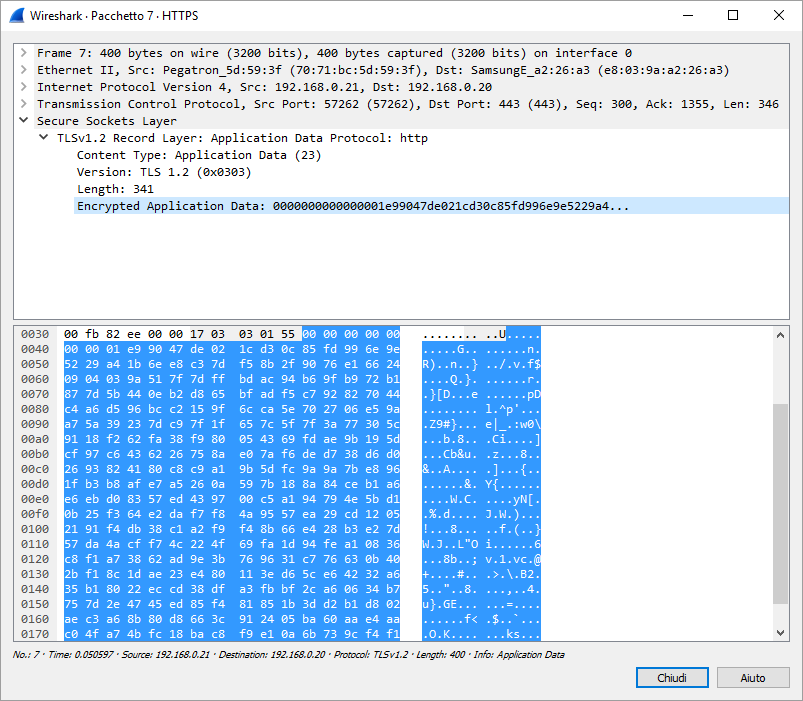 Wireshark · Pacchetto 7 · HTTPS
Frame 7: 400 bytes on wire (3200 bits), 400 bytes captured (3200 bits) on interface 0
Ethernet II, Src: Pegatron_5d:59:3f (70:71:bc:5d:59:3f), Dst: SamsungE_a2:26:a3 (e8:03:9a:a2:26:a3)
Internet Protocol Version 4, Src: 192.168.0.21, Dst: 192.168.0.20
Transmission Control Protocol, Src Port: 57262 (57262), Dst Port: 443 (443), Seq: 300, Ack: 1355, Len: 346
Secure Sockets Layer
TLSv1.2 Record Layer: Application Data Protocol: http
Content Type: Application Data (23)
Version: TLS 1.2 (0x0303)
Length: 341
Encrypted Application Data: 0000000000000001e99047de021cd30c85fd996e9e5229a4...
0030 00 fb 82 ee 00 00 17 03 03 01 55 00 00 00 00 00 ........ ..U.....
0040 00 00 01 e9 90 47 de 02 1c d3 0c 85 fd 99 6e 9e .....G.. ......n.
0050 52 29 a4 1b 6e e8 c3 7d f5 8b 2f 90 76 e1 66 24 R)..n..} ../.v.f$
0060 09 04 03 9a 51 7f 7d ff bd ac 94 b6 9f b9 72 b1 ....Q.}. ......r.
0070 87 7d 5b 44 0e b2 d8 65 bf ad f5 c7 92 82 70 44 .}[D...e ......pD
0080 c4 a6 d5 96 bc c2 15 9f 6c ca 5e 70 27 06 e5 9a ........ l.^p'...
0090 a7 5a 39 23 7d c9 7f 1f 65 7c 5f 7f 3a 77 30 5c .Z9#}... e|_.:w0\
00a0 91 18 f2 62 fa 38 f9 80 05 43 69 fd ae 9b 19 5d ...b.8.. .Ci....]
00b0 cf 97 c6 43 62 26 75 8a e0 7a f6 de d7 38 d6 d0 ...Cb&u. .z...8..
00c0 26 93 82 41 80 c8 c9 a1 9b 5d fc 9a 9a 7b e8 96 &..A.... .]...{..
00d0 1f b3 b8 af e7 a5 26 0a 59 7b 18 8a 84 ce b1 a6 ......&. Y{......
00e0 e6 eb d0 83 57 ed 43 97 00 c5 a1 94 79 4e 5b d1 ....W.C. ....yN[.
00f0 0b 25 f3 64 e2 da f7 f8 4a 95 57 ea 29 cd 12 05 .%.d.... J.W.)...
0100 21 91 f4 db 38 c1 a2 f9 f4 8b 66 e4 28 b3 e2 7d !...8... ..f.(..}
0110 57 da 4a cf f7 4c 22 4f 69 fa 1d 94 fe a1 08 36 W.J..L"O i......6
0120 c8 f1 a7 38 62 ad 9e 3b 76 96 31 c7 76 63 0b 40 ...8b..; v.1.vc.@
0130 2b f1 8c 1d ae 23 e4 80 11 3e d6 5c e6 42 32 a6 +....#.. .>.\.B2.
0140 35 b1 80 22 ec cd 38 df a3 fb bf 2c a6 06 34 b7 5.."..8. ...,..4.
0150 75 7d 2e 47 45 ed 85 f4 81 85 1b 3d d2 b1 d8 02 u}.GE... ...=....
0160 ae c3 a6 8b 80 d8 66 3c 91 24 05 ba 60 aa e4 aa ......f< .$..`...
0170 c0 4f a7 4b fc 18 ba c8 f9 e1 0a 6b 73 9c f4 f1 .O.K.... ...ks...
No.: 7 · Time: 0.050597 · Source: 192.168.0.21 · Destination: 192.168.0.20 · Protocol: TLSv1.2 · Length: 400 · Info: Application Data
Chiudi
Aiuto